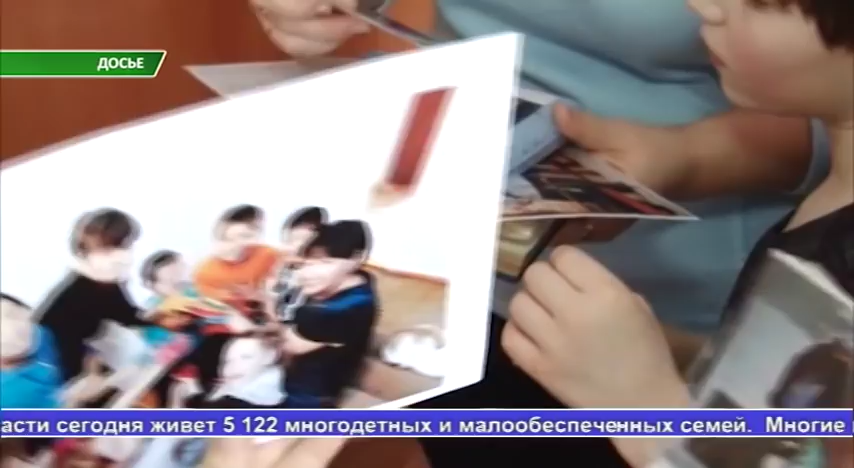 ДОСЬЕ
асти сегодня живет 5 122 многодетных и малообеспеченных семей. Многие